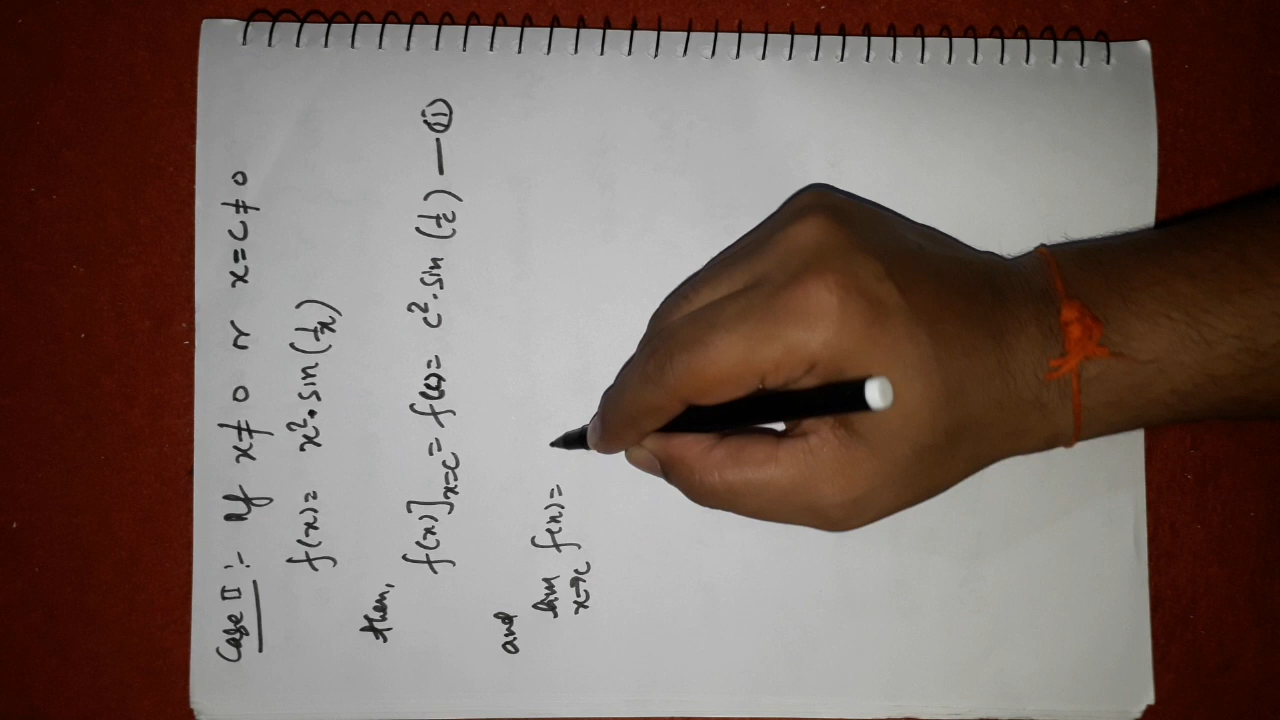 Case II :- If x ≠ 0 or x = c ≠ 0
f(x) = x². sin (1/x)
then,
f(x)]x=c = f(c) = c². sin (1/c) — (ii)
and
lim x→c f(x) =